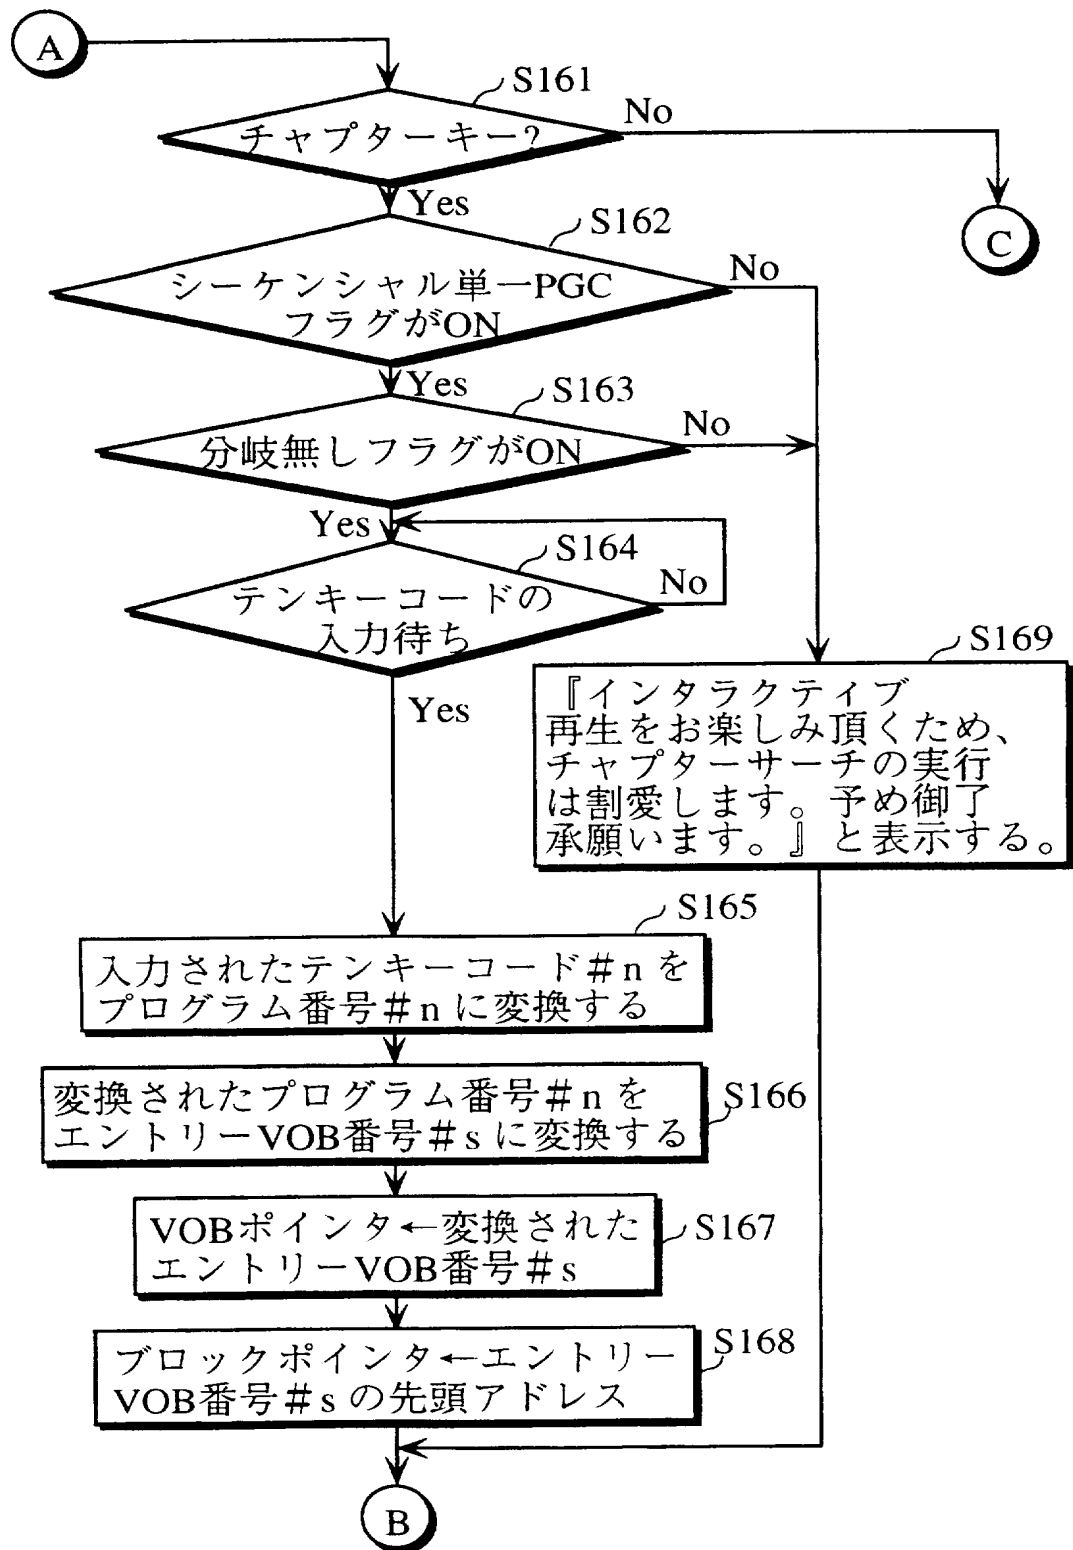 A
S161
チャプターキー?
No
Yes
C
S162
シーケンシャル単一PGC
フラグがON
No
Yes
S163
分岐無しフラグがON
No
Yes
S164
テンキーコードの
入力待ち
No
Yes
S169
『インタラクティブ
再生をお楽しみ頂くため、
チャプターサーチの実行
は割愛します。予め御了
承願います。』と表示する。
S165
入力されたテンキーコード#nを
プログラム番号#nに変換する
変換されたプログラム番号#nを
エントリーVOB番号#sに変換する
S166
VOBポインタ←変換された
エントリーVOB番号#s
S167
ブロックポインタ←エントリー
VOB番号#sの先頭アドレス
S168
B